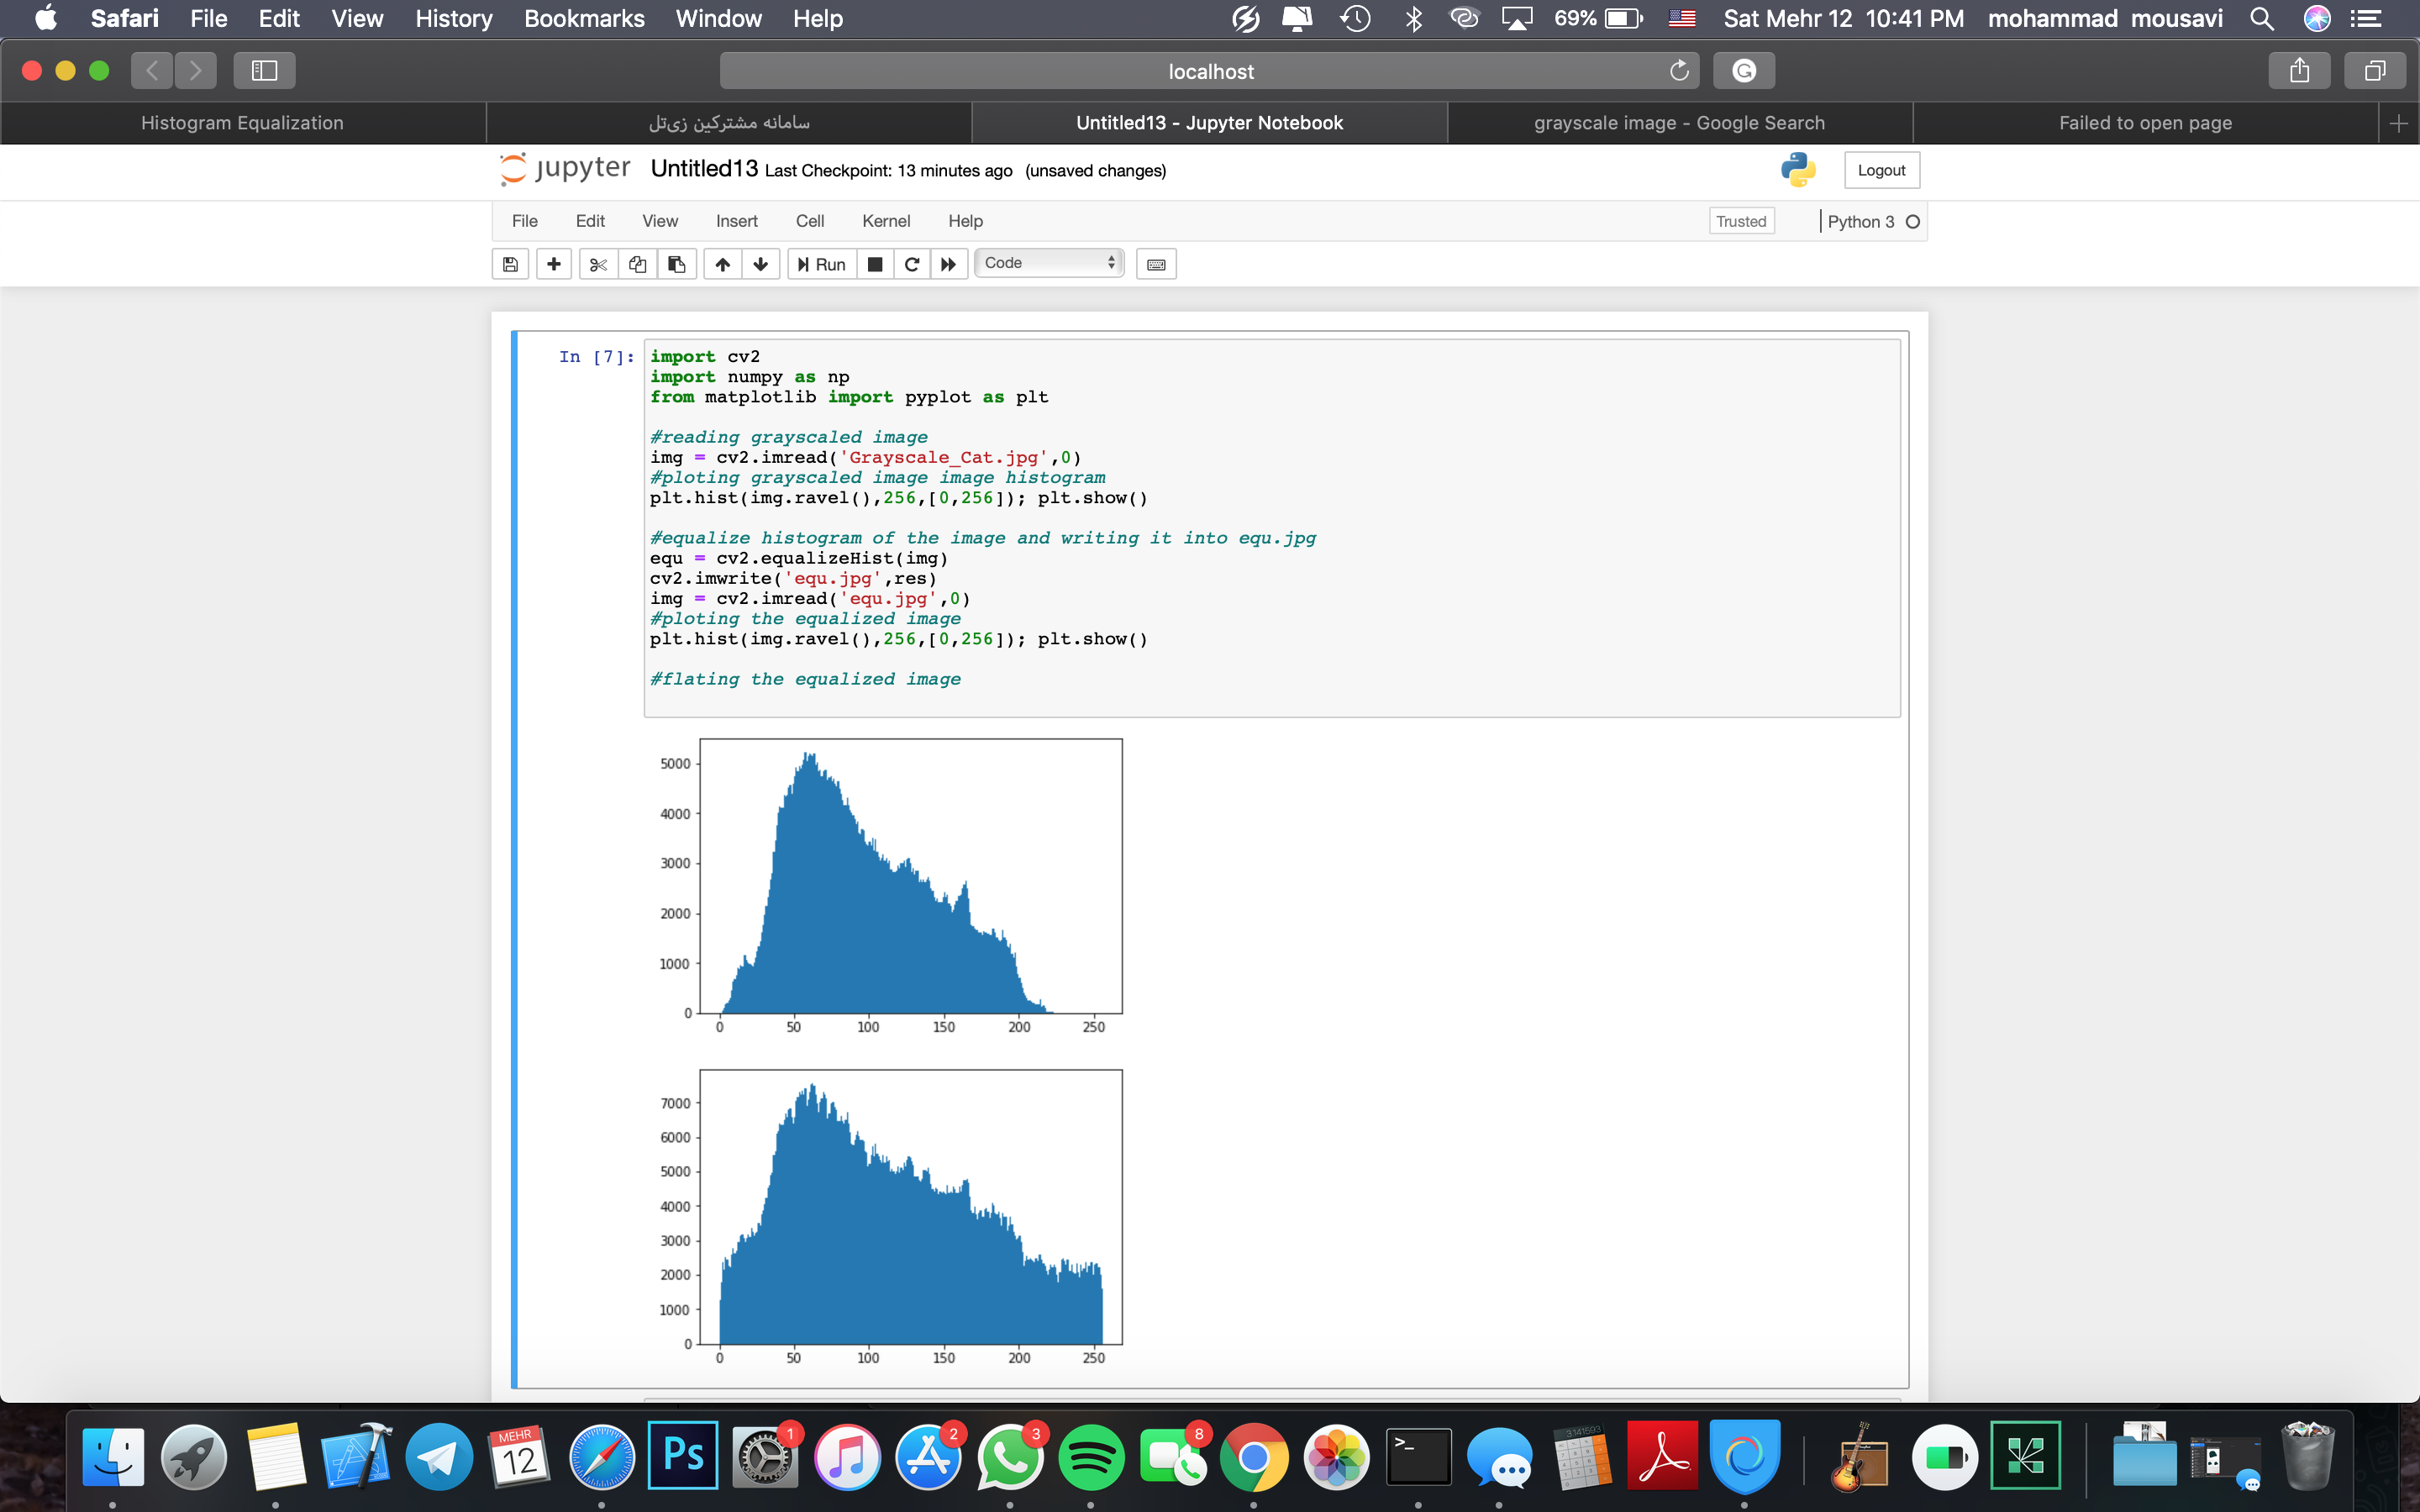 Safari File Edit View History Bookmarks Window Help 69% Sat Mehr 12 10:41 PM mohammad mousavi
localhost
Histogram Equalization سامانه مشترکین زی‌تل Untitled13 - Jupyter Notebook grayscale image - Google Search Failed to open page
jupyter Untitled13 Last Checkpoint: 13 minutes ago (unsaved changes) Logout
File Edit View Insert Cell Kernel Help Trusted Python 3
Run Code
In [7]: import cv2
import numpy as np
from matplotlib import pyplot as plt
#reading grayscaled image
img = cv2.imread('Grayscale_Cat.jpg',0)
#ploting grayscaled image image histogram
plt.hist(img.ravel(),256,[0,256]); plt.show()
#equalize histogram of the image and writing it into equ.jpg
equ = cv2.equalizeHist(img)
cv2.imwrite('equ.jpg',res)
img = cv2.imread('equ.jpg',0)
#ploting the equalized image
plt.hist(img.ravel(),256,[0,256]); plt.show()
#flating the equalized image
5000
4000
3000
2000
1000
0
0 50 100 150 200 250
7000
6000
5000
4000
3000
2000
1000
0
0 50 100 150 200 250
MEHR
12
Ps
1
2
3
8
>_
3.141593